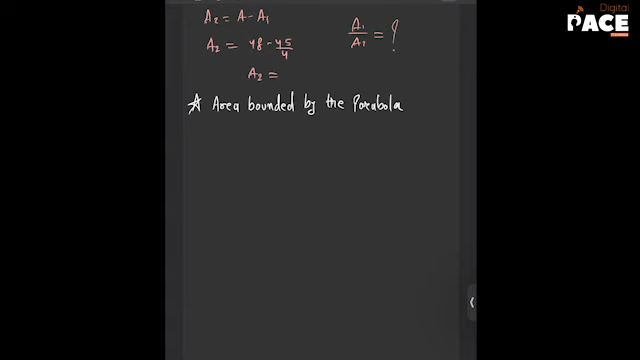 A₂ = A - A₁
A₂ = 48 - 45/4
A₂ =
A₁/A₂ = ?
☆ Area bounded by the Parabola
Digital
PACE